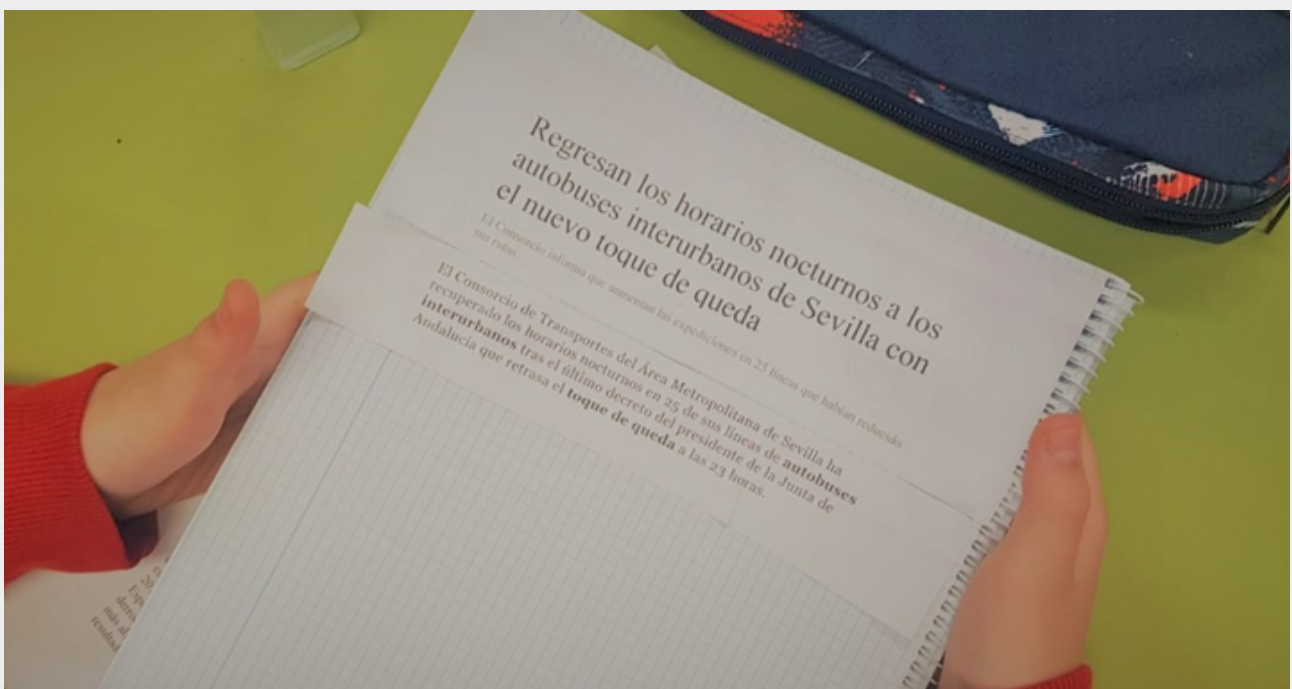 Regresan los horarios nocturnos a los
autobuses interurbanos de Sevilla con
el nuevo toque de queda
El Consorcio informa que aumentan las expediciones en 25 líneas que habían reducido
sus rutas
El Consorcio de Transportes del Área Metropolitana de Sevilla ha
recuperado los horarios nocturnos en 25 de sus líneas de autobuses
interurbanos tras el último decreto del presidente de la Junta de
Andalucía que retrasa el toque de queda a las 23 horas.